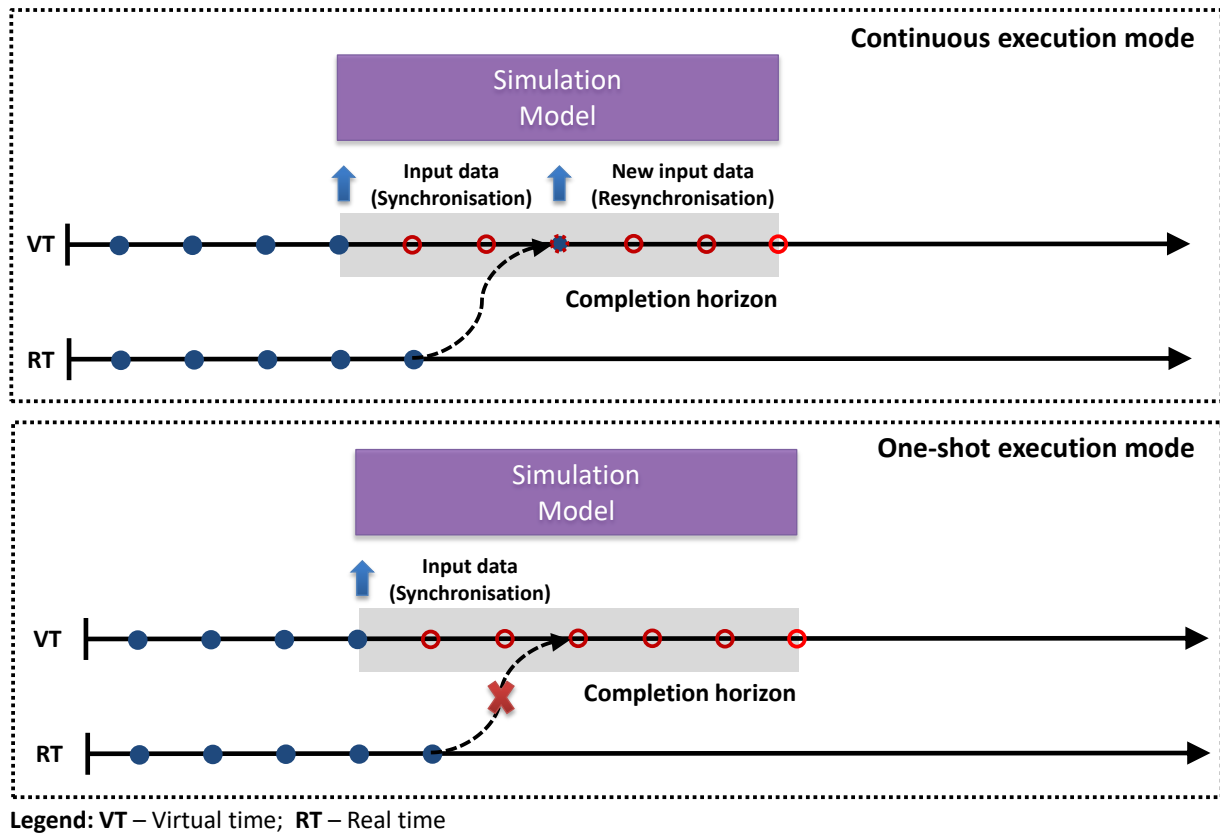 Continuous execution mode
Simulation
Model
Input data
(Synchronisation)
New input data
(Resynchronisation)
VT
Completion horizon
RT
One-shot execution mode
Simulation
Model
Input data
(Synchronisation)
VT
Completion horizon
RT
Legend: VT – Virtual time; RT – Real time